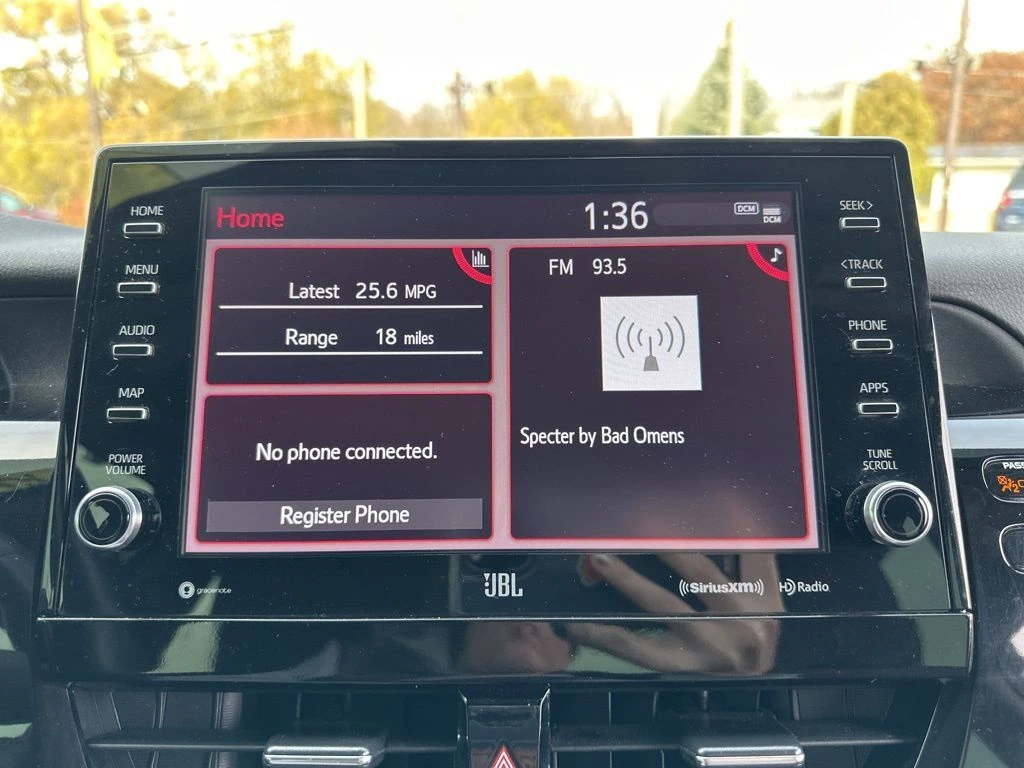 HOME
MENU
AUDIO
MAP
POWER
VOLUME
Home
1:36
DCM
DCM
Latest 25.6 MPG
Range 18 miles
No phone connected.
Register Phone
FM 93.5
Specter by Bad Omens
SEEK>
<TRACK
PHONE
APPS
TUNE
SCROLL
gracenote
JBL
((SiriusXM))
HD Radio
PASS